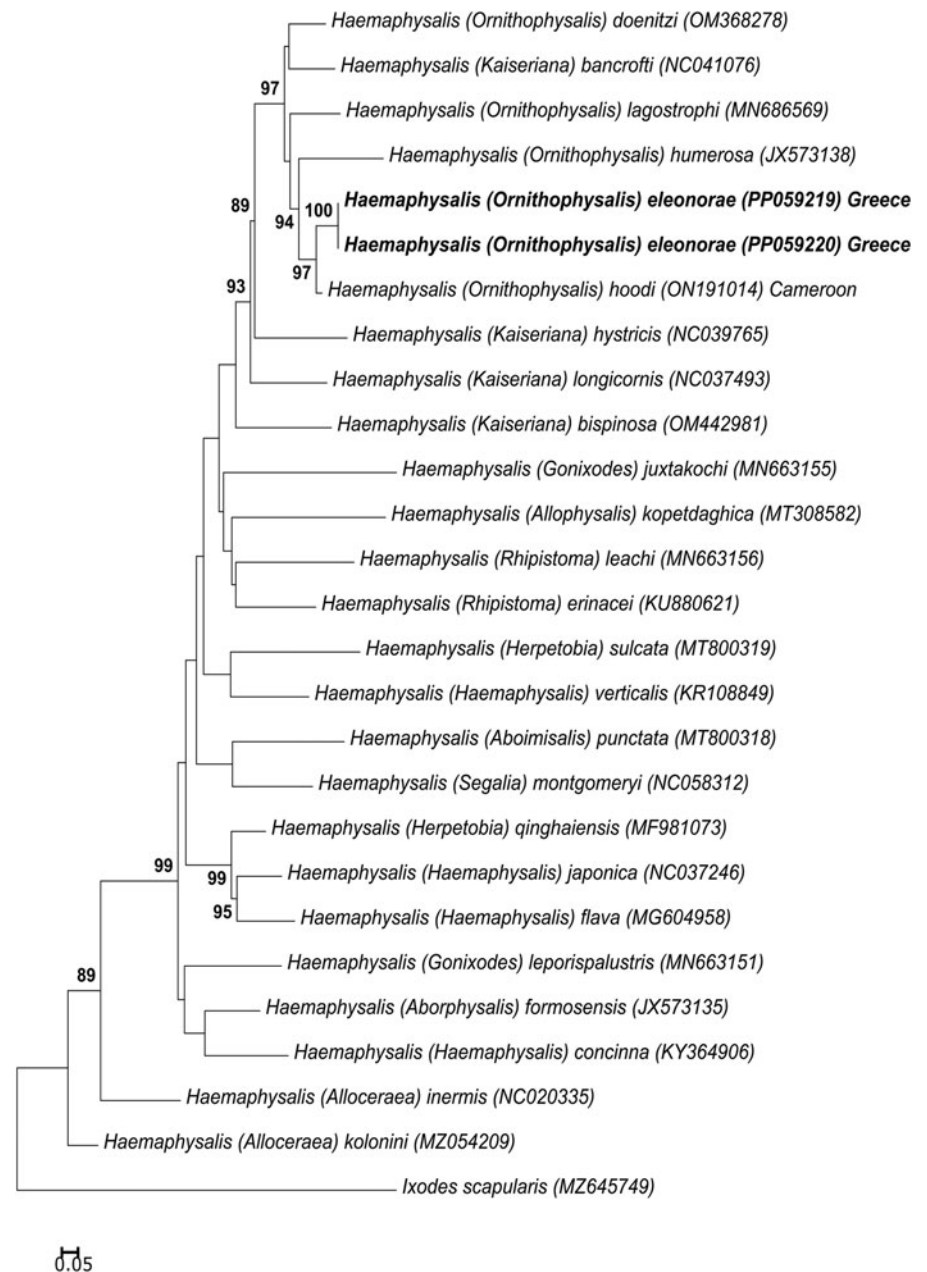 Haemaphysalis (Ornithophysalis) doenitzi (OM368278)
Haemaphysalis (Kaiseriana) bancrofti (NC041076)
97
Haemaphysalis (Ornithophysalis) lagostrophi (MN686569)
Haemaphysalis (Ornithophysalis) humerosa (JX573138)
Haemaphysalis (Ornithophysalis) eleonorae (PP059219) Greece
89
100
94
Haemaphysalis (Ornithophysalis) eleonorae (PP059220) Greece
97
93
Haemaphysalis (Ornithophysalis) hoodi (ON191014) Cameroon
Haemaphysalis (Kaiseriana) hystricis (NC039765)
Haemaphysalis (Kaiseriana) longicornis (NC037493)
Haemaphysalis (Kaiseriana) bispinosa (OM442981)
Haemaphysalis (Gonixodes) juxtakochi (MN663155)
Haemaphysalis (Allophysalis) kopetdaghica (MT308582)
Haemaphysalis (Rhipistoma) leachi (MN663156)
Haemaphysalis (Rhipistoma) erinacei (KU880621)
Haemaphysalis (Herpetobia) sulcata (MT800319)
Haemaphysalis (Haemaphysalis) verticalis (KR108849)
Haemaphysalis (Aboimisalis) punctata (MT800318)
Haemaphysalis (Segalia) montgomeryi (NC058312)
Haemaphysalis (Herpetobia) qinghaiensis (MF981073)
99
99
Haemaphysalis (Haemaphysalis) japonica (NC037246)
95
Haemaphysalis (Haemaphysalis) flava (MG604958)
Haemaphysalis (Gonixodes) leporispalustris (MN663151)
89
Haemaphysalis (Aborphysalis) formosensis (JX573135)
Haemaphysalis (Haemaphysalis) concinna (KY364906)
Haemaphysalis (Alloceraea) inermis (NC020335)
Haemaphysalis (Alloceraea) kolonini (MZ054209)
Ixodes scapularis (MZ645749)
0.05